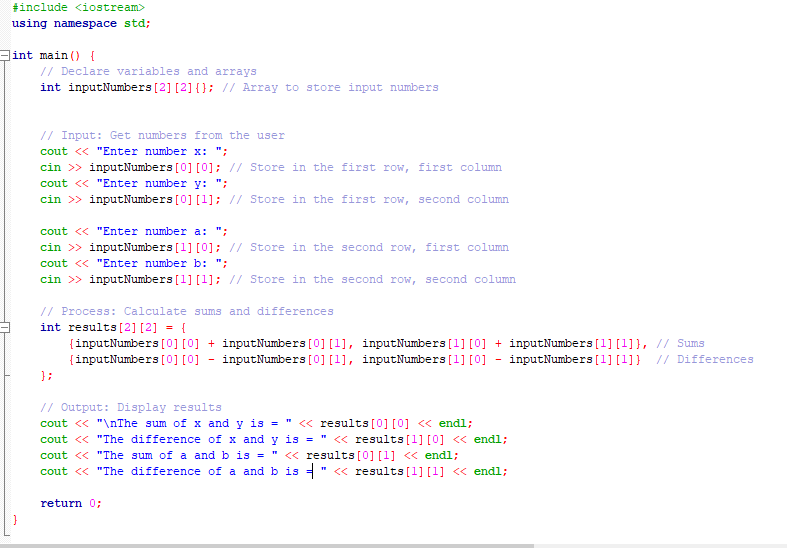 #include <iostream>
using namespace std;
int main() {
// Declare variables and arrays
int inputNumbers[2][2]{}; // Array to store input numbers
// Input: Get numbers from the user
cout << "Enter number x: ";
cin >> inputNumbers[0][0]; // Store in the first row, first column
cout << "Enter number y: ";
cin >> inputNumbers[0][1]; // Store in the first row, second column
cout << "Enter number a: ";
cin >> inputNumbers[1][0]; // Store in the second row, first column
cout << "Enter number b: ";
cin >> inputNumbers[1][1]; // Store in the second row, second column
// Process: Calculate sums and differences
int results[2][2] = {
{inputNumbers[0][0] + inputNumbers[0][1], inputNumbers[1][0] + inputNumbers[1][1]}, // Sums
{inputNumbers[0][0] - inputNumbers[0][1], inputNumbers[1][0] - inputNumbers[1][1]} // Differences
};
// Output: Display results
cout << "\nThe sum of x and y is = " << results[0][0] << endl;
cout << "The difference of x and y is = " << results[1][0] << endl;
cout << "The sum of a and b is = " << results[0][1] << endl;
cout << "The difference of a and b is = " << results[1][1] << endl;
return 0;
}